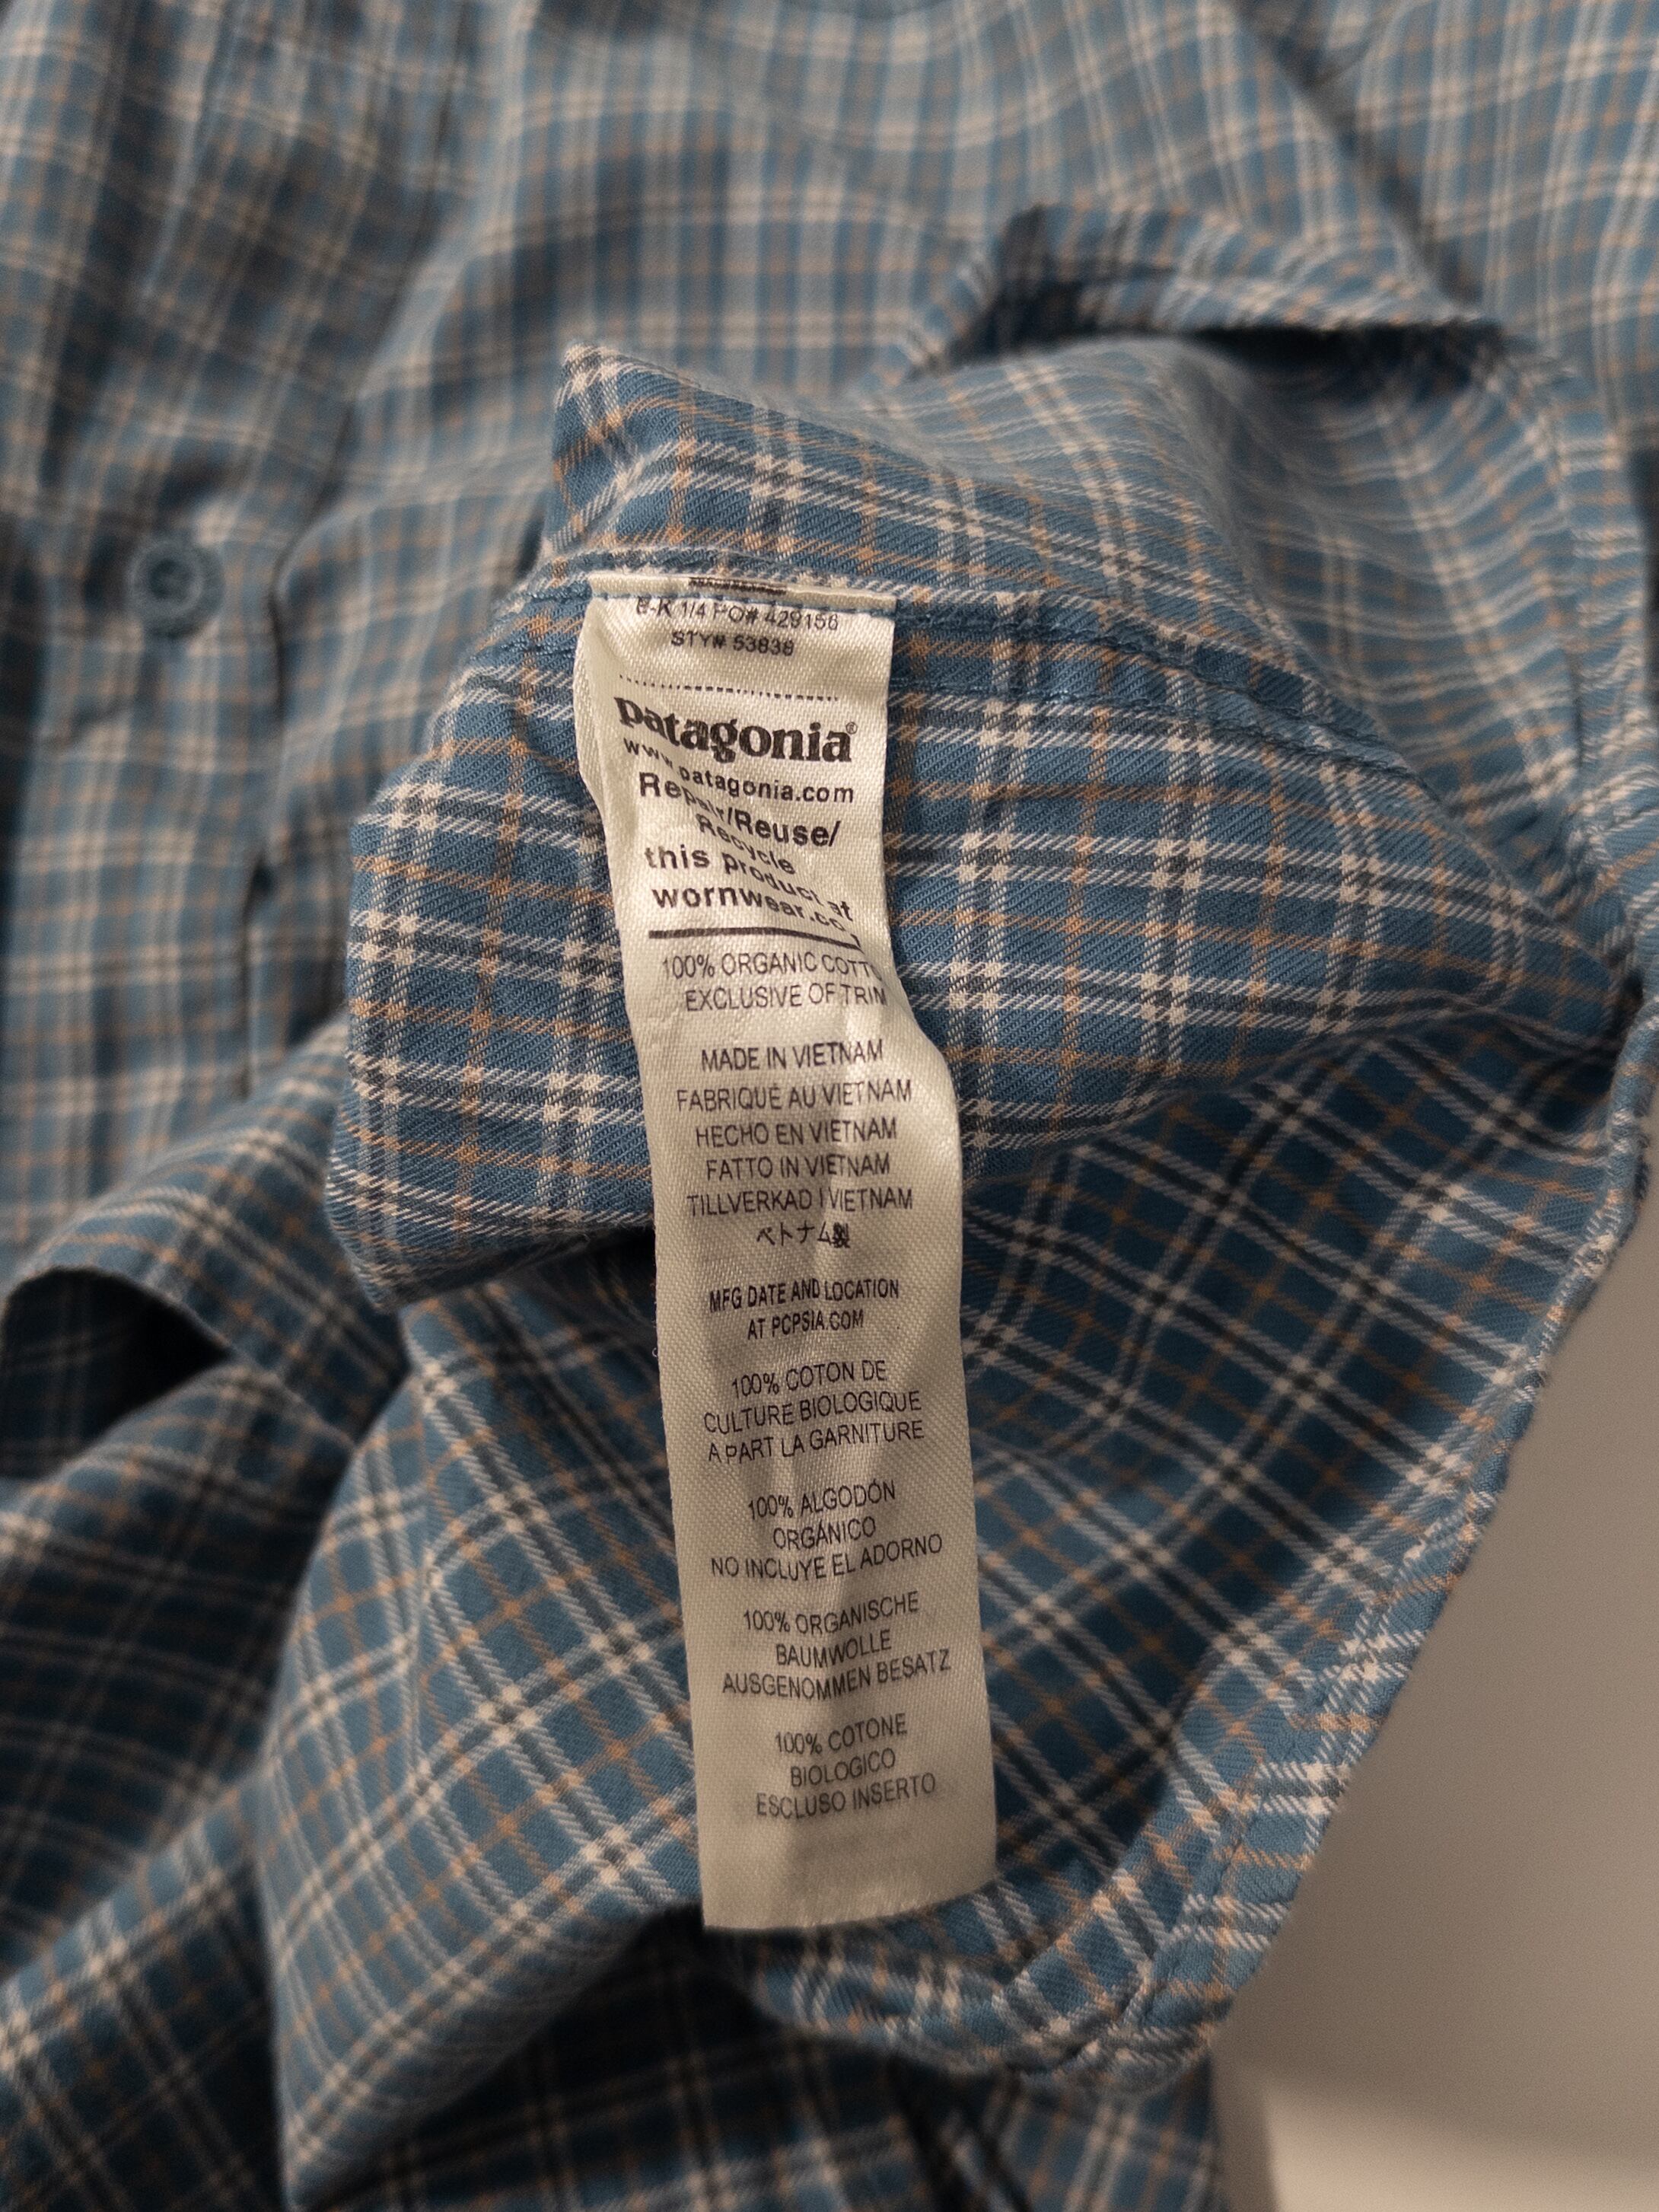 1/4 PO# 429156
STY# 53838
patagonia®
www.patagonia.com
Repair/Reuse/
Recycle
this product at
wornwear.co
100% ORGANIC COTT
EXCLUSIVE OF TRIM
MADE IN VIETNAM
FABRIQUÉ AU VIETNAM
HECHO EN VIETNAM
FATTO IN VIETNAM
TILLVERKAD I VIETNAM
ベトナム製
MFG DATE AND LOCATION
AT PCPSIA.COM
100% COTON DE
CULTURE BIOLOGIQUE
A PART LA GARNITURE
100% ALGODÓN
ORGÁNICO
NO INCLUYE EL ADORNO
100% ORGANISCHE
BAUMWOLLE
AUSGENOMMEN BESATZ
100% COTONE
BIOLOGICO
ESCLUSO INSERTO